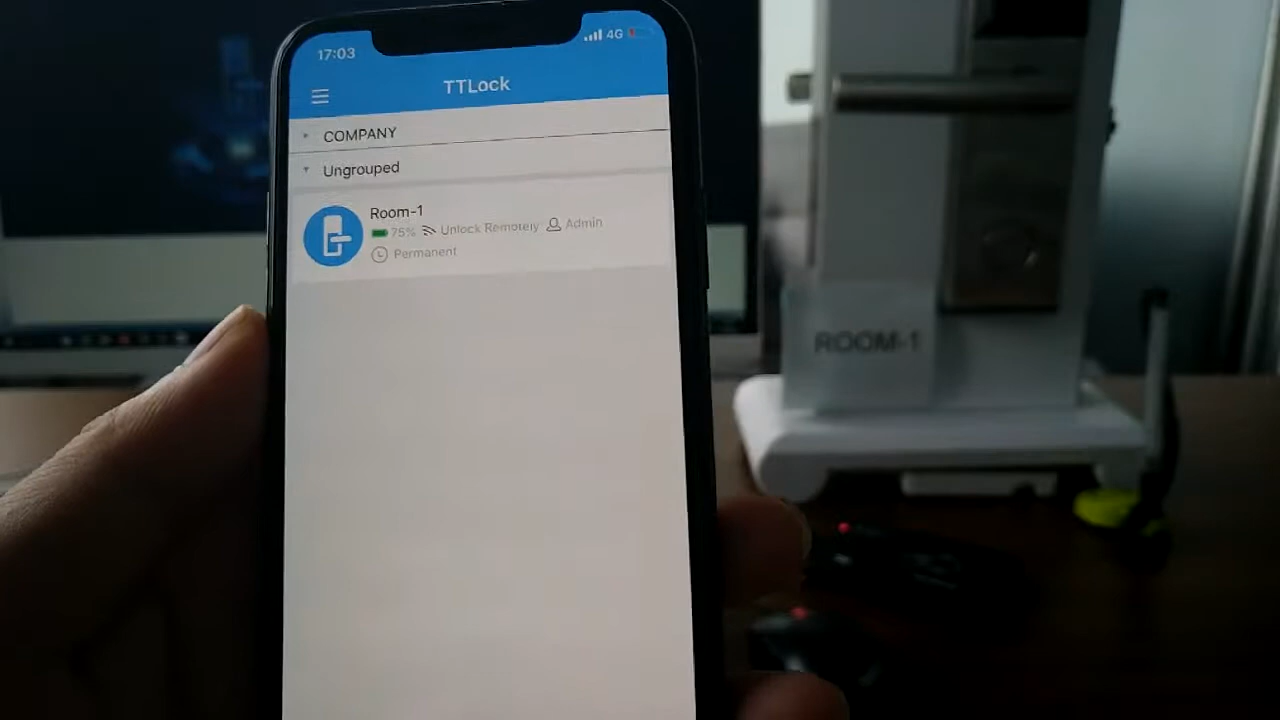 17:03
4G
TTLock
COMPANY
Ungrouped
Room-1
75% Unlock Remotely Admin
Permanent
ROOM-1